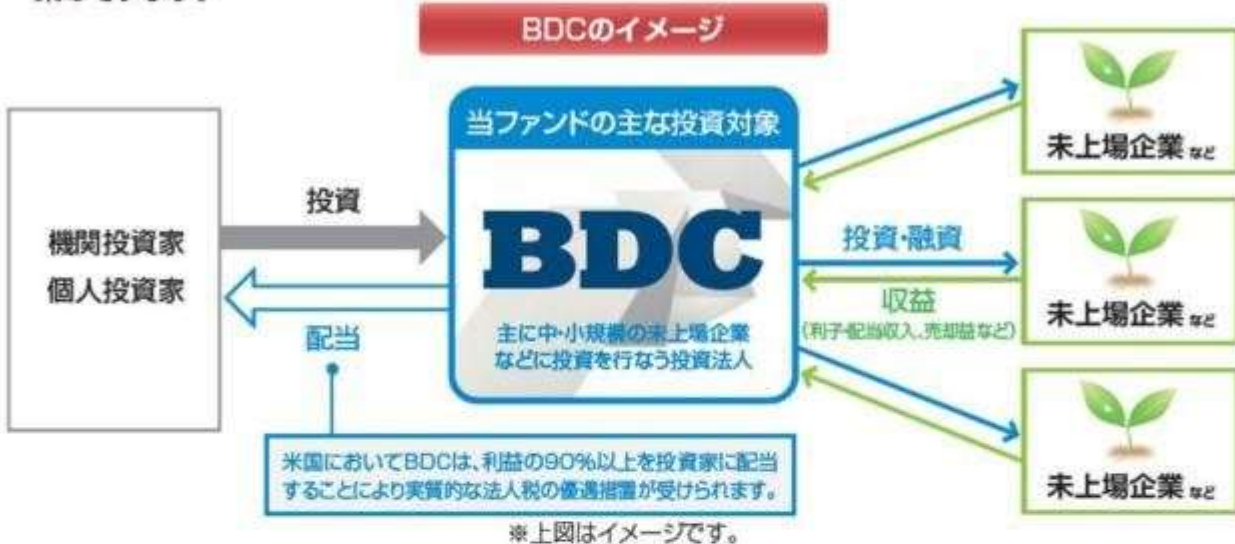 BDCのイメージ
機関投資家
個人投資家
投資
配当
当ファンドの主な投資対象
BDC
主に中・小規模の未上場企業
などに投資を行なう投資法人
投資・融資
収益
(利子・配当収入、売却益など)
未上場企業 など
未上場企業 など
未上場企業 など
米国においてBDCは、利益の90%以上を投資家に配当
することにより実質的な法人税の優遇措置が受けられます。
※上図はイメージです。